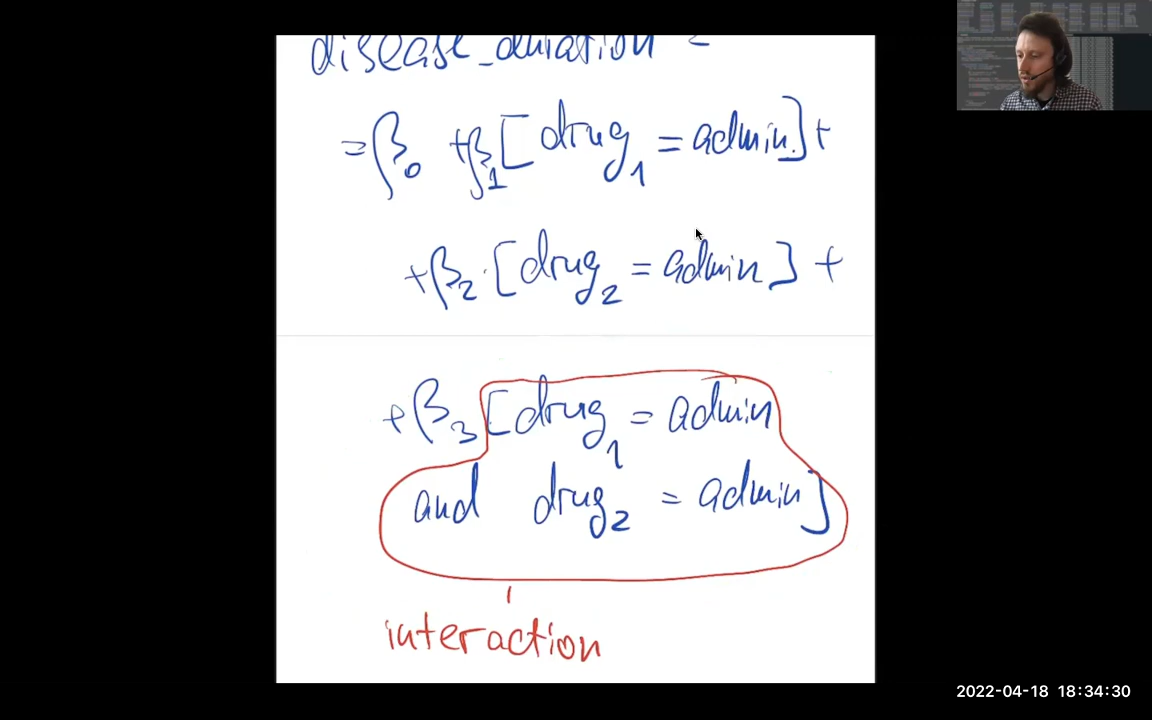 disease_duration =
=β₀ +β₁[drug₁ = admin]+
+β₂·[drug₂ = admin] +
+β₃[drug₁ = admin
and drug₂ = admin]
interaction
2022-04-18 18:34:30